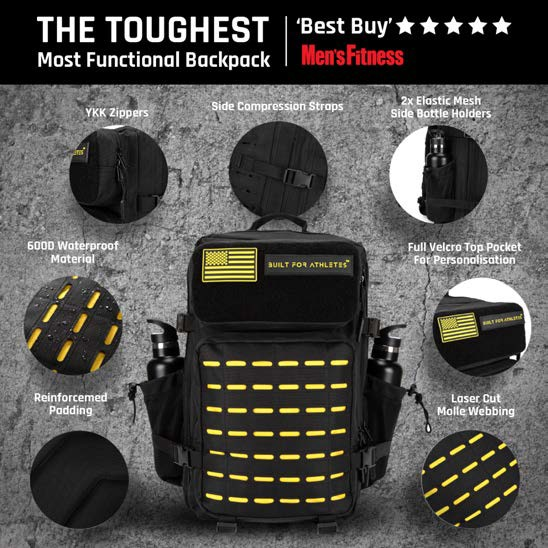 THE TOUGHEST
Most Functional Backpack
'Best Buy'
Men'sFitness
YKK Zippers
Side Compression Straps
2x Elastic Mesh
Side Bottle Holders
600D Waterproof
Material
BUILT FOR ATHLETES™
Full Velcro Top Pocket
For Personalisation
BUILT FOR ATHLETES
Reinforcemed
Padding
Laser Cut
Molle Webbing